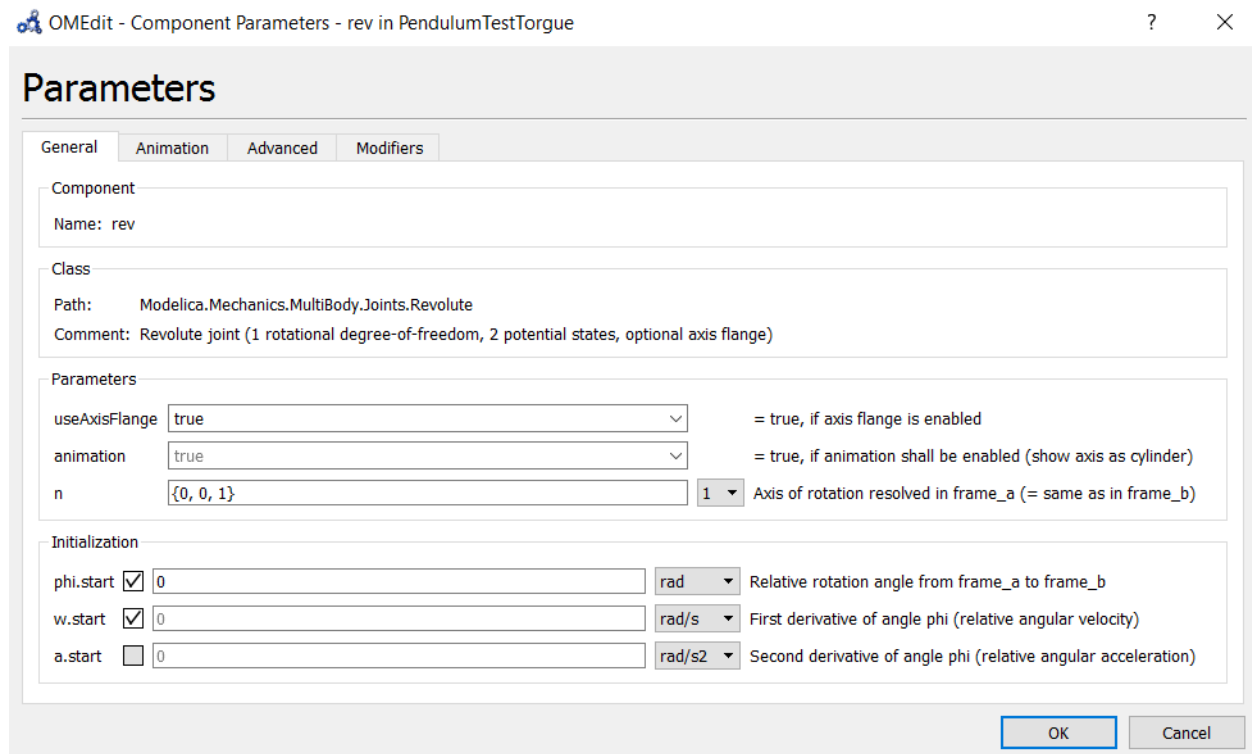 OMEdit - Component Parameters - rev in PendulumTestTorgue ?
Parameters
General Animation Advanced Modifiers
Component
Name: rev
Class
Path: Modelica.Mechanics.MultiBody.Joints.Revolute
Comment: Revolute joint (1 rotational degree-of-freedom, 2 potential states, optional axis flange)
Parameters
useAxisFlange true = true, if axis flange is enabled
animation true = true, if animation shall be enabled (show axis as cylinder)
n {0, 0, 1} 1 Axis of rotation resolved in frame_a (= same as in frame_b)
Initialization
phi.start 0 rad Relative rotation angle from frame_a to frame_b
w.start 0 rad/s First derivative of angle phi (relative angular velocity)
a.start 0 rad/s2 Second derivative of angle phi (relative angular acceleration)
OK Cancel